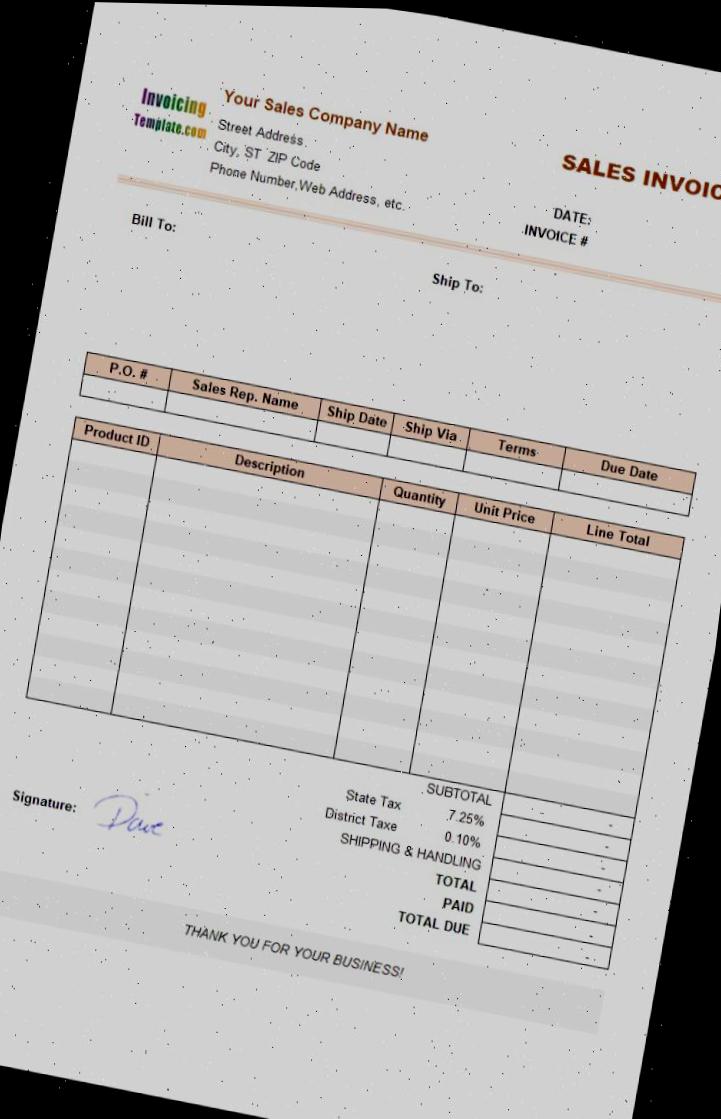 Invoicing
Template.com
Your Sales Company Name
Street Address
City, ST ZIP Code
Phone Number,Web Address, etc.
SALES INVOIC
DATE:
INVOICE #
Bill To:
Ship To:
P.O. # Sales Rep. Name Ship Date Ship Via Terms Due Date
Product ID Description Quantity Unit Price Line Total
SUBTOTAL -
State Tax 7.25% -
District Taxe 0.10% -
SHIPPING & HANDLING -
TOTAL -
PAID -
TOTAL DUE -
Signature: Dave
THANK YOU FOR YOUR BUSINESS!